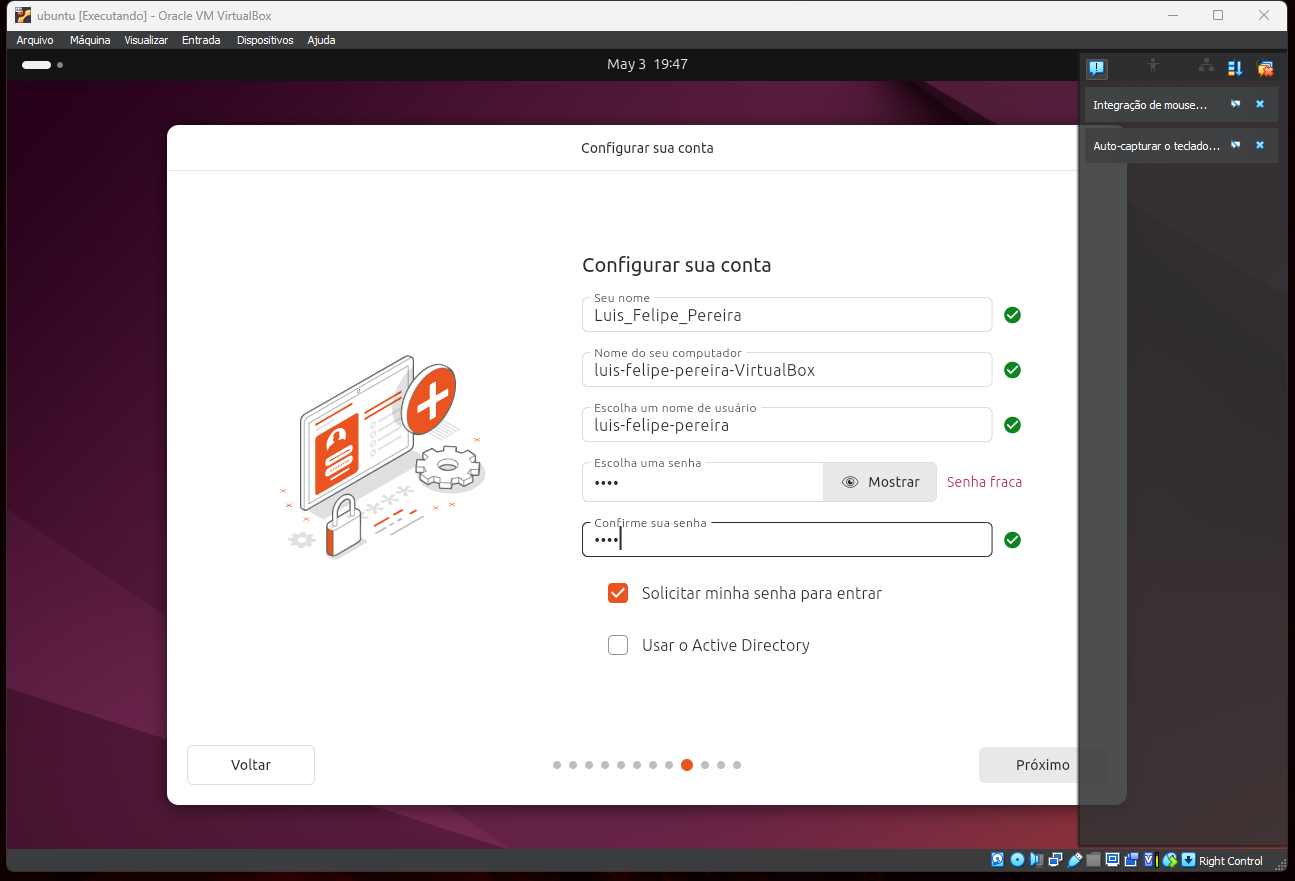 ubuntu [Executando] - Oracle VM VirtualBox
Arquivo Máquina Visualizar Entrada Dispositivos Ajuda
May 3 19:47
Integração de mouse...
Auto-capturar o teclado...
Configurar sua conta
Configurar sua conta
Seu nome
Luis_Felipe_Pereira
Nome do seu computador
luis-felipe-pereira-VirtualBox
Escolha um nome de usuário
luis-felipe-pereira
Escolha uma senha
•••• Mostrar Senha fraca
Confirme sua senha
••••
Solicitar minha senha para entrar
Usar o Active Directory
Voltar Próximo
Right Control